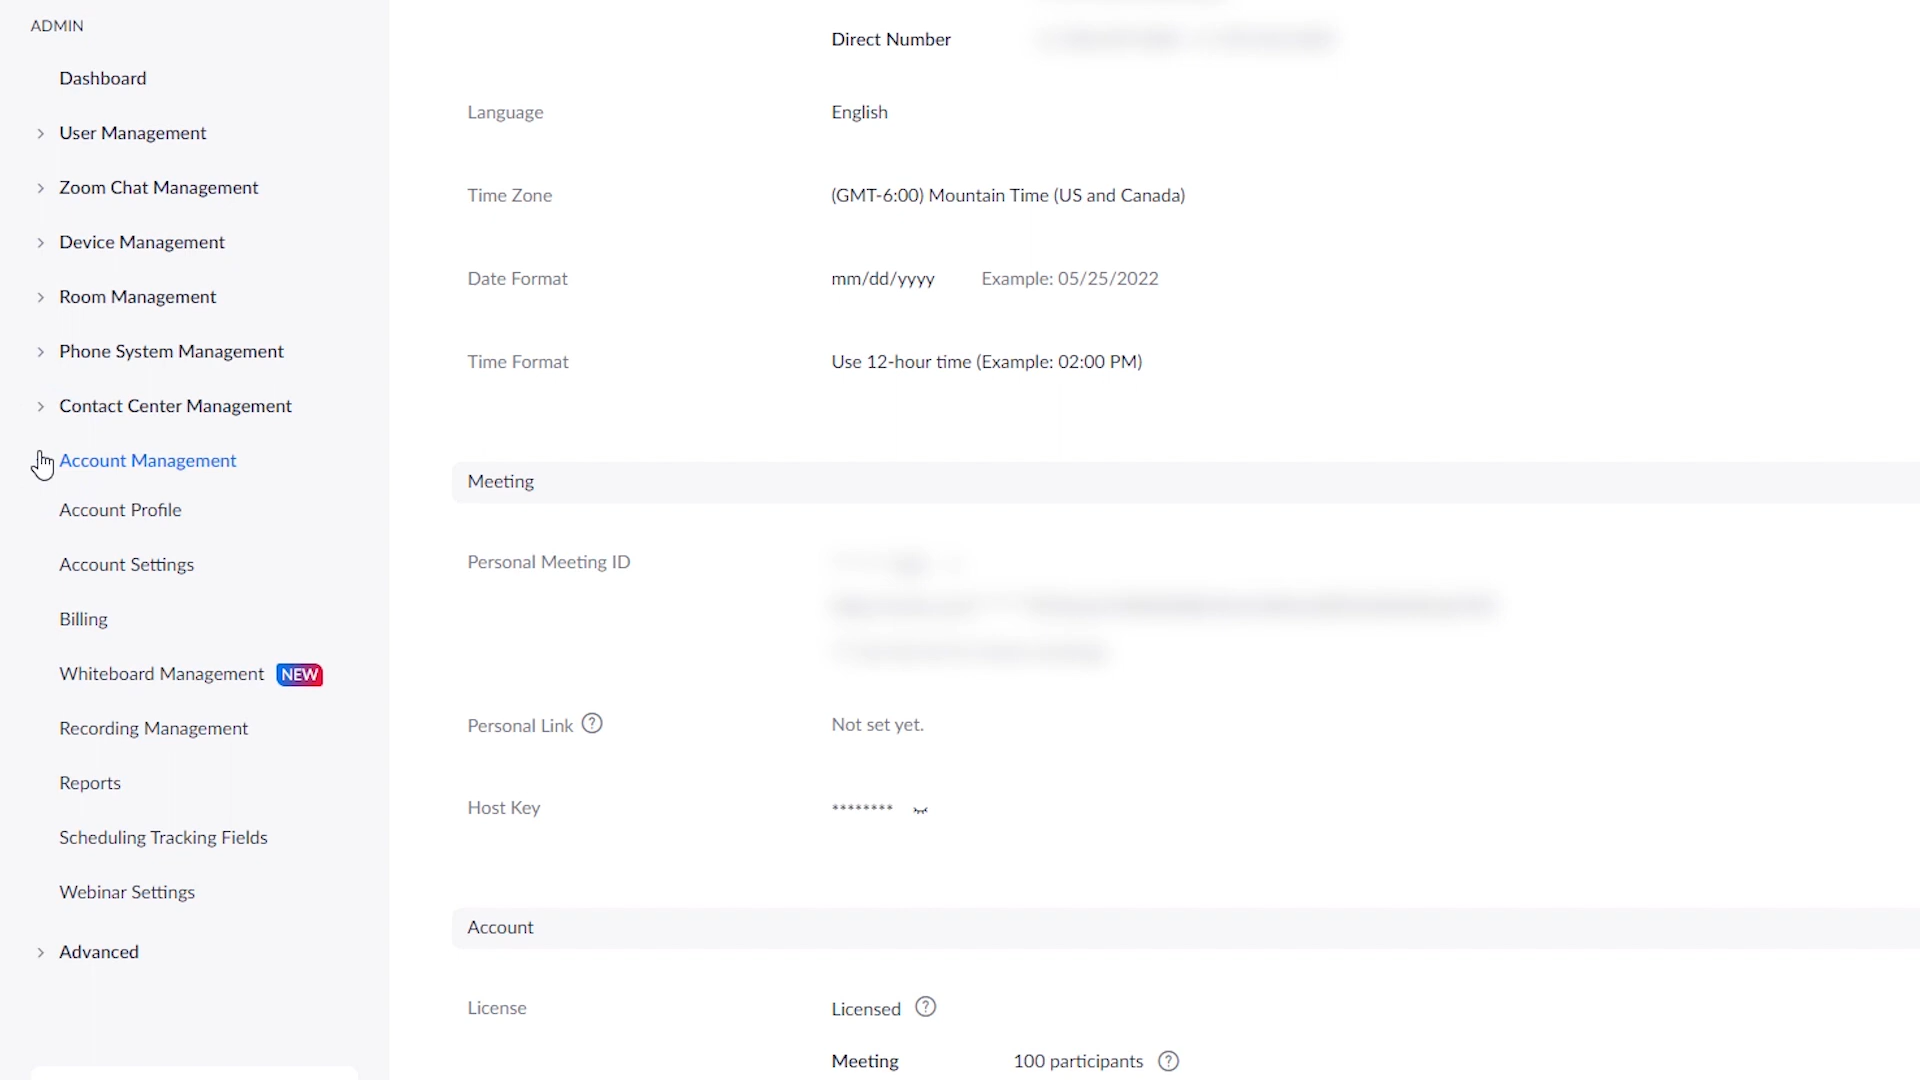 ADMIN
Dashboard
User Management
Zoom Chat Management
Device Management
Room Management
Phone System Management
Contact Center Management
Account Management
Account Profile
Account Settings
Billing
Whiteboard Management NEW
Recording Management
Reports
Scheduling Tracking Fields
Webinar Settings
Advanced
Direct Number
Language English
Time Zone (GMT-6:00) Mountain Time (US and Canada)
Date Format mm/dd/yyyy Example: 05/25/2022
Time Format Use 12-hour time (Example: 02:00 PM)
Meeting
Personal Meeting ID
Personal Link ? Not set yet.
Host Key ********
Account
License Licensed ?
Meeting 100 participants ?